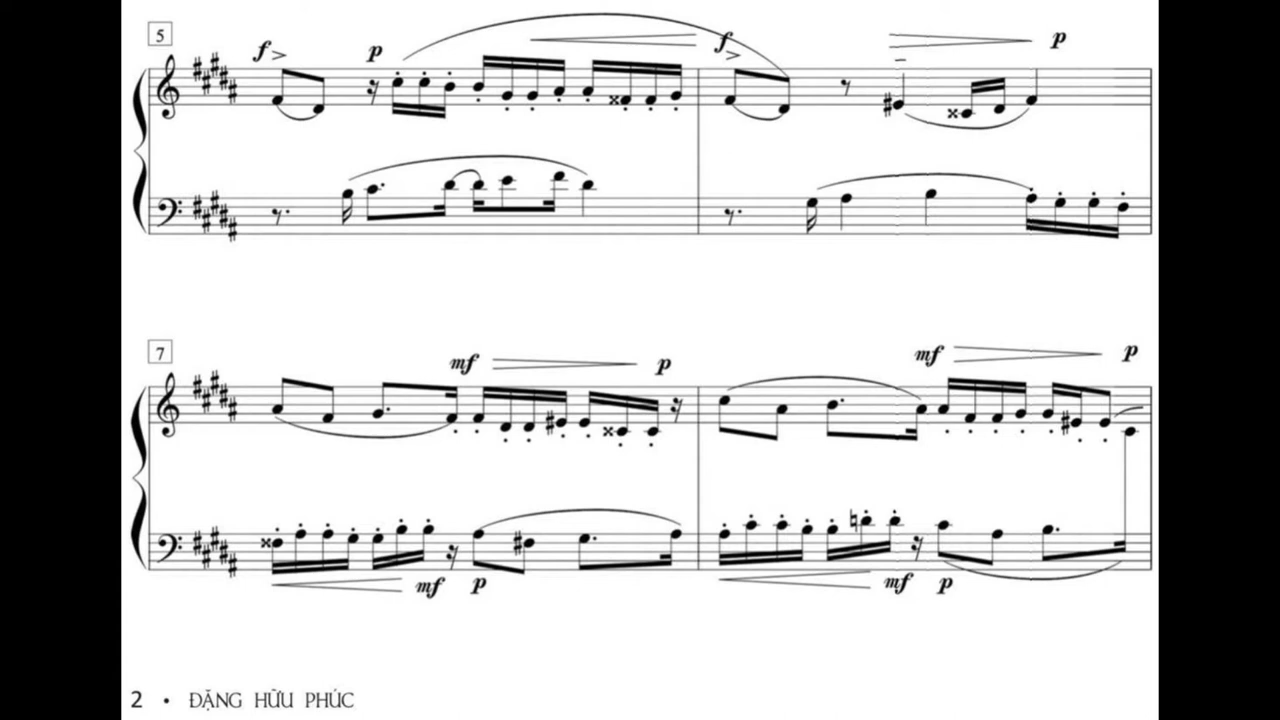 5
f p f p
7
mf p mf p
mf p mf p
2 • ĐẶNG HỮU PHÚC